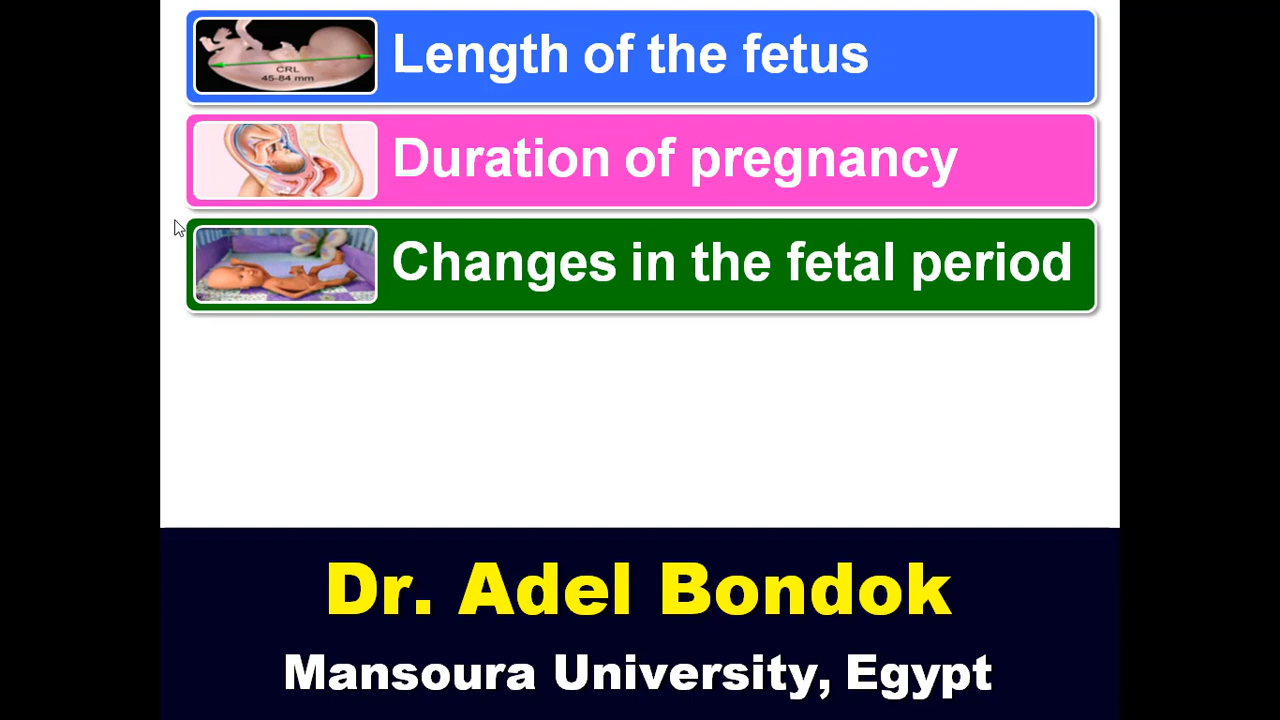 CRL
45-84 mm
Length of the fetus
Duration of pregnancy
Changes in the fetal period
Dr. Adel Bondok
Mansoura University, Egypt